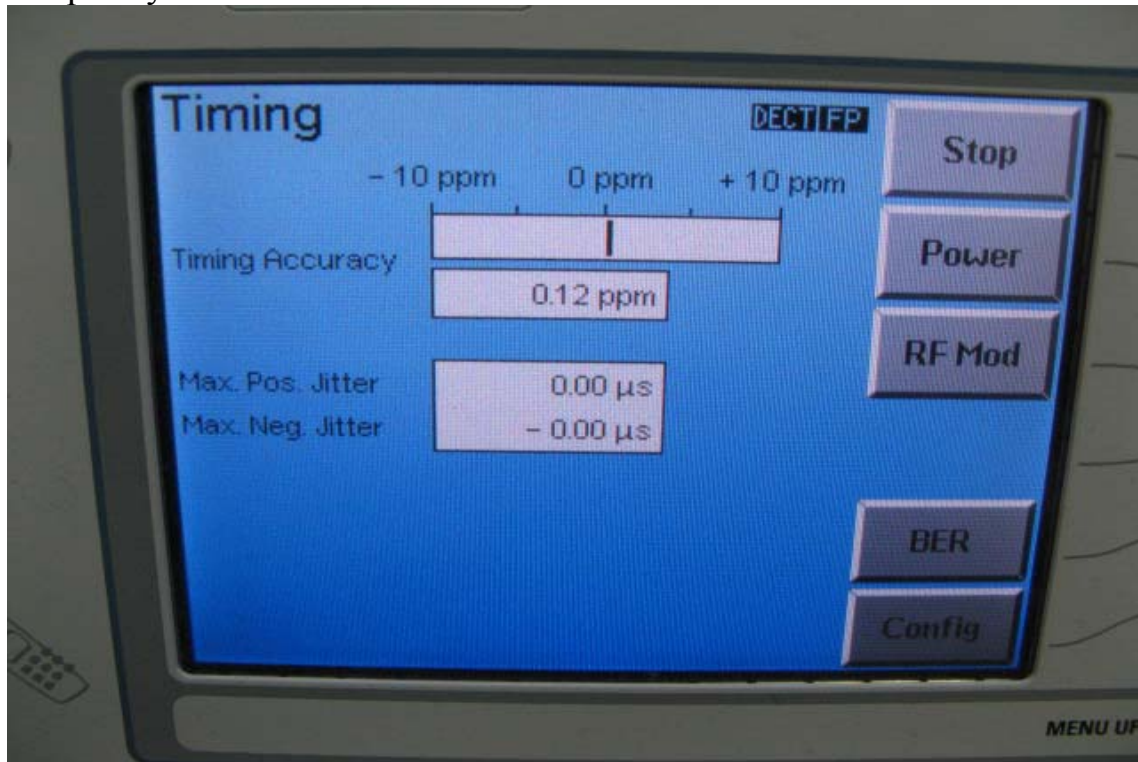 Timing
DECT FP
- 10 ppm 0 ppm + 10 ppm
Timing Accuracy
0.12 ppm
Max. Pos. Jitter 0.00 µs
Max. Neg. Jitter - 0.00 µs
Stop
Power
RF Mod
BER
Config
MENU UP